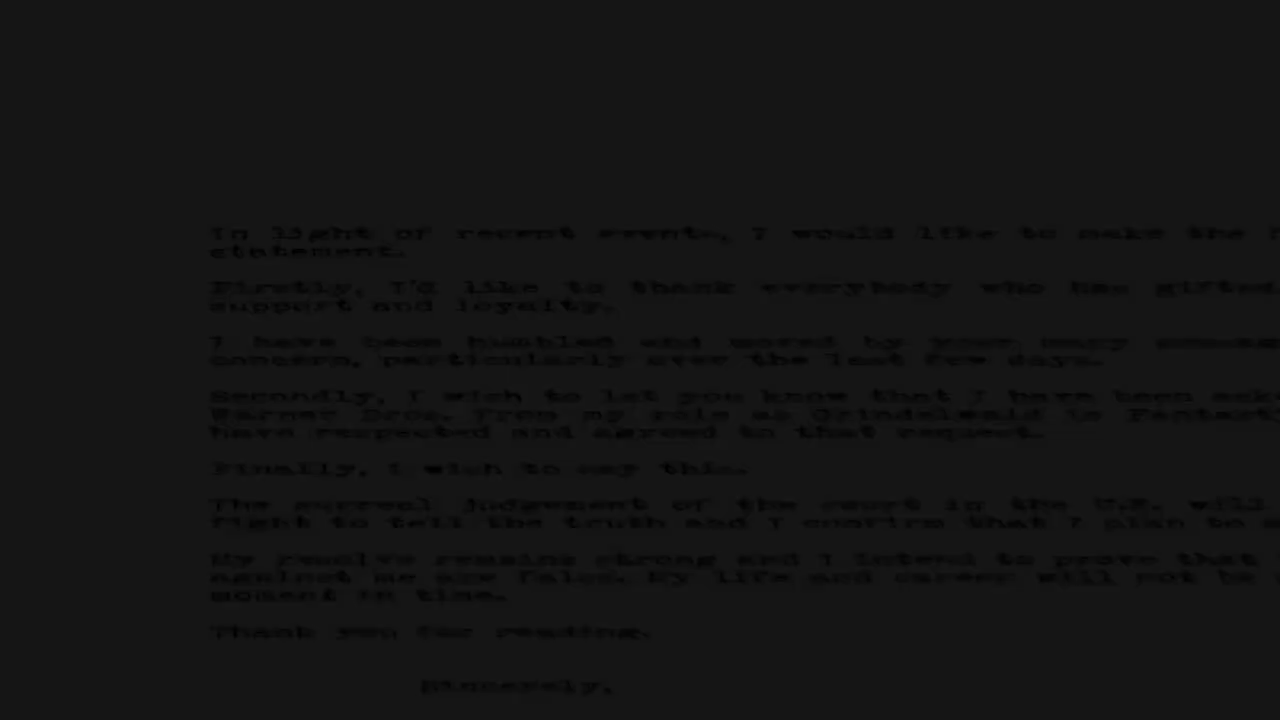 In light of recent events, I would like to make the
statement.
Firstly, I'd like to thank everybody who has gifted
support and loyalty.
I have been humbled and moved by your many
concern, particularly over the last few days.
Secondly, I wish to let you know that I have been
Warner Bros. from my role as Grindelwald in
have respected and agreed to that request.
Finally, I wish to say this.
The surreal judgement of the court in the U.K. will
fight to tell the truth and I confirm that I plan to
My resolve remains strong and I intend to prove that
against me are false. My life and career will not be
moment in time.
Thank you for reading.
Sincerely,